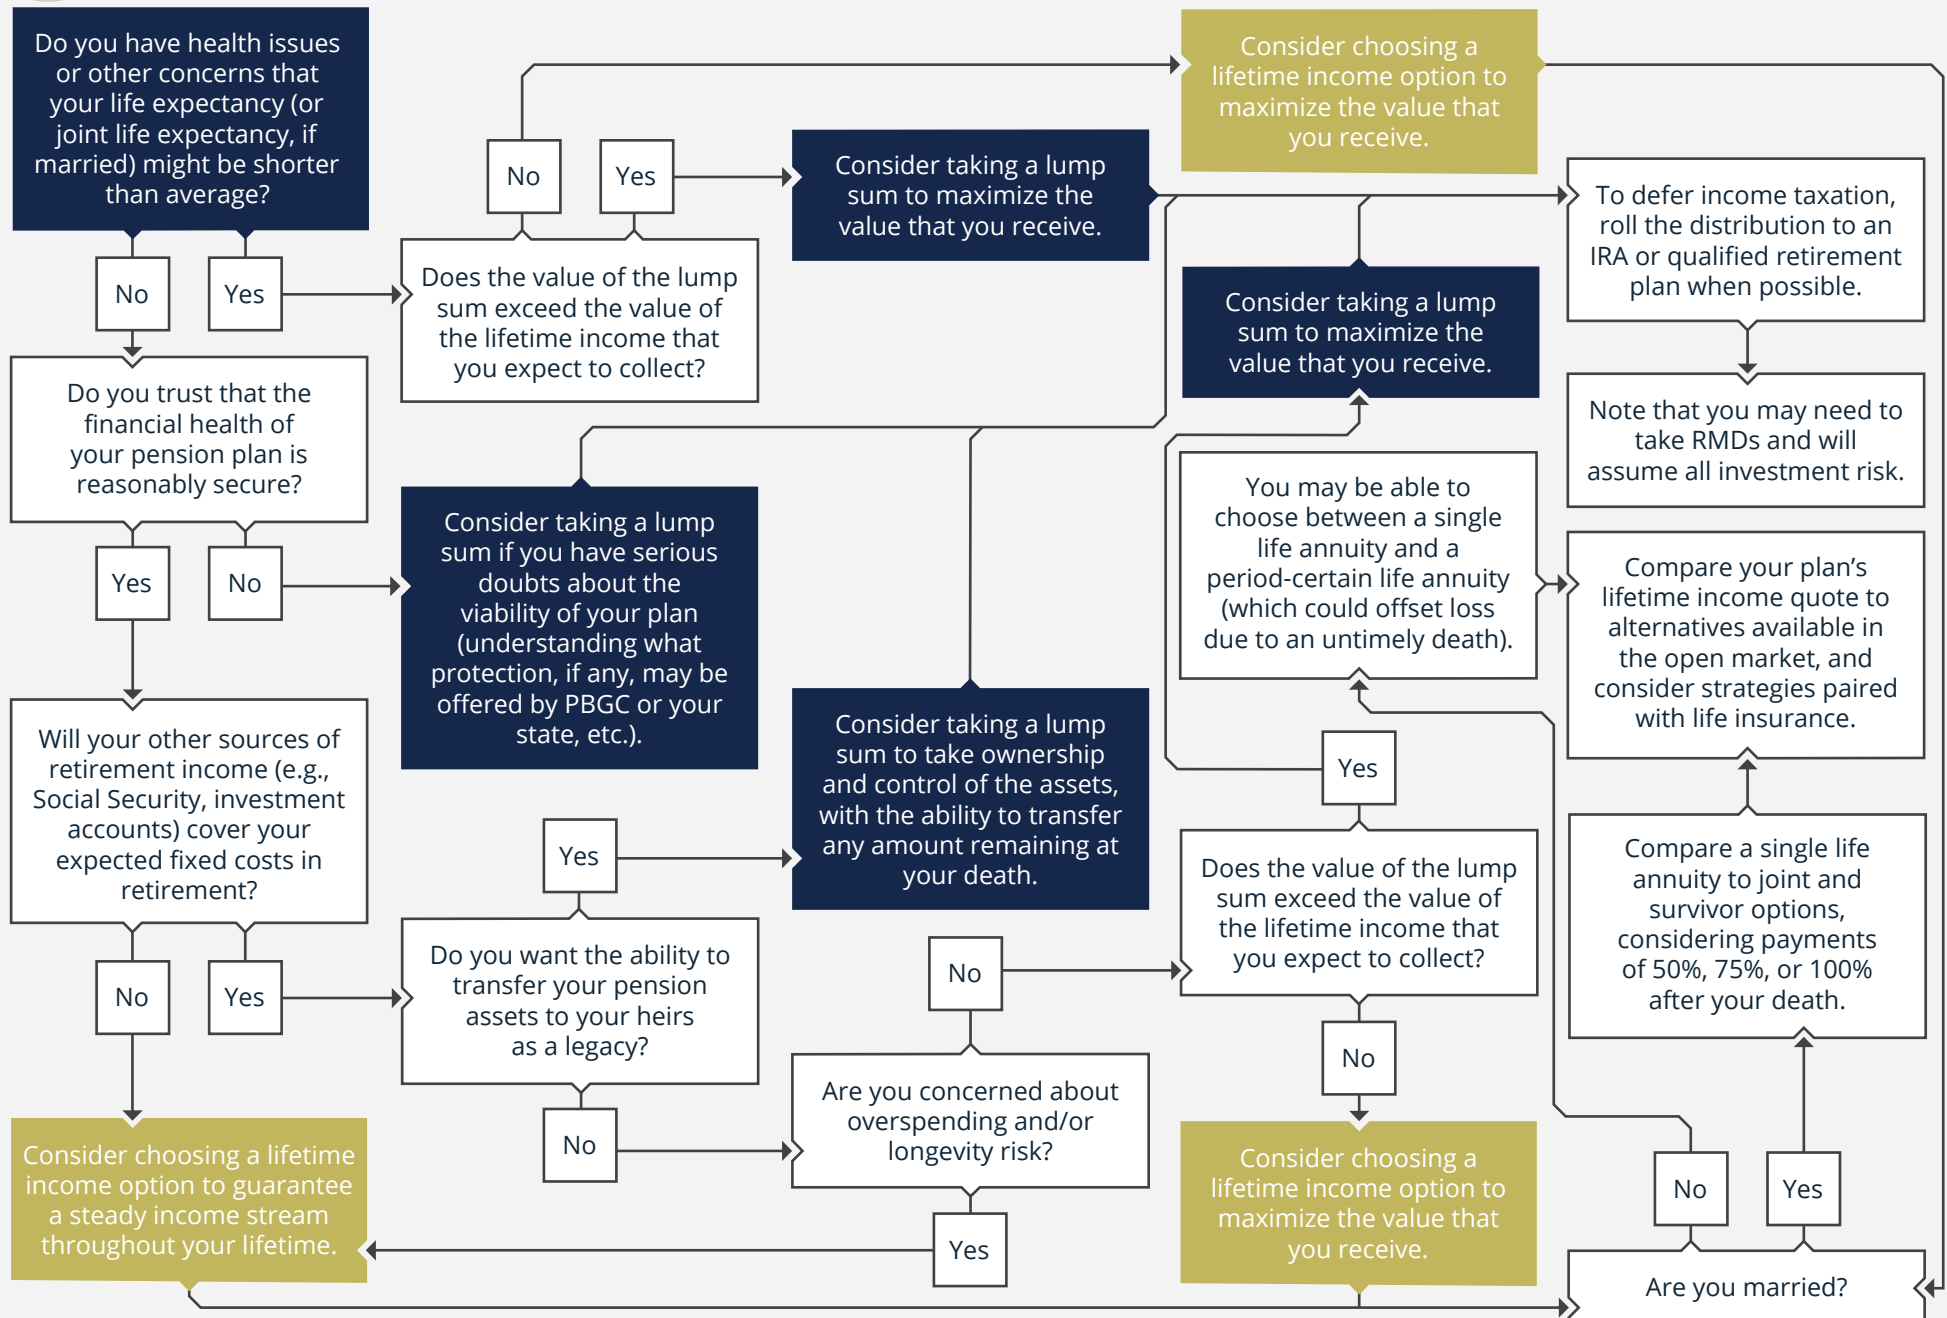 Do you have health issues
or other concerns that
your life expectancy (or
joint life expectancy, if
married) might be shorter
than average?
No
Yes
Does the value of the lump
sum exceed the value of
the lifetime income that
you expect to collect?
No
Yes
Consider taking a lump
sum to maximize the
value that you receive.
Consider choosing a
lifetime income option to
maximize the value that
you receive.
To defer income taxation,
roll the distribution to an
IRA or qualified retirement
plan when possible.
Note that you may need to
take RMDs and will
assume all investment risk.
Do you trust that the
financial health of
your pension plan is
reasonably secure?
Yes
No
Consider taking a lump
sum if you have serious
doubts about the
viability of your plan
(understanding what
protection, if any, may be
offered by PBGC or your
state, etc.).
Will your other sources of
retirement income (e.g.,
Social Security, investment
accounts) cover your
expected fixed costs in
retirement?
No
Yes
Do you want the ability to
transfer your pension
assets to your heirs
as a legacy?
Yes
No
Consider taking a lump
sum to take ownership
and control of the assets,
with the ability to transfer
any amount remaining at
your death.
Are you concerned about
overspending and/or
longevity risk?
No
Yes
Consider choosing a lifetime
income option to guarantee
a steady income stream
throughout your lifetime.
Does the value of the lump
sum exceed the value of
the lifetime income that
you expect to collect?
Yes
No
Consider taking a lump
sum to maximize the
value that you receive.
Consider choosing a
lifetime income option to
maximize the value that
you receive.
Are you married?
No
Yes
You may be able to
choose between a single
life annuity and a
period-certain life annuity
(which could offset loss
due to an untimely death).
Compare a single life
annuity to joint and
survivor options,
considering payments
of 50%, 75%, or 100%
after your death.
Compare your plan’s
lifetime income quote to
alternatives available in
the open market, and
consider strategies paired
with life insurance.